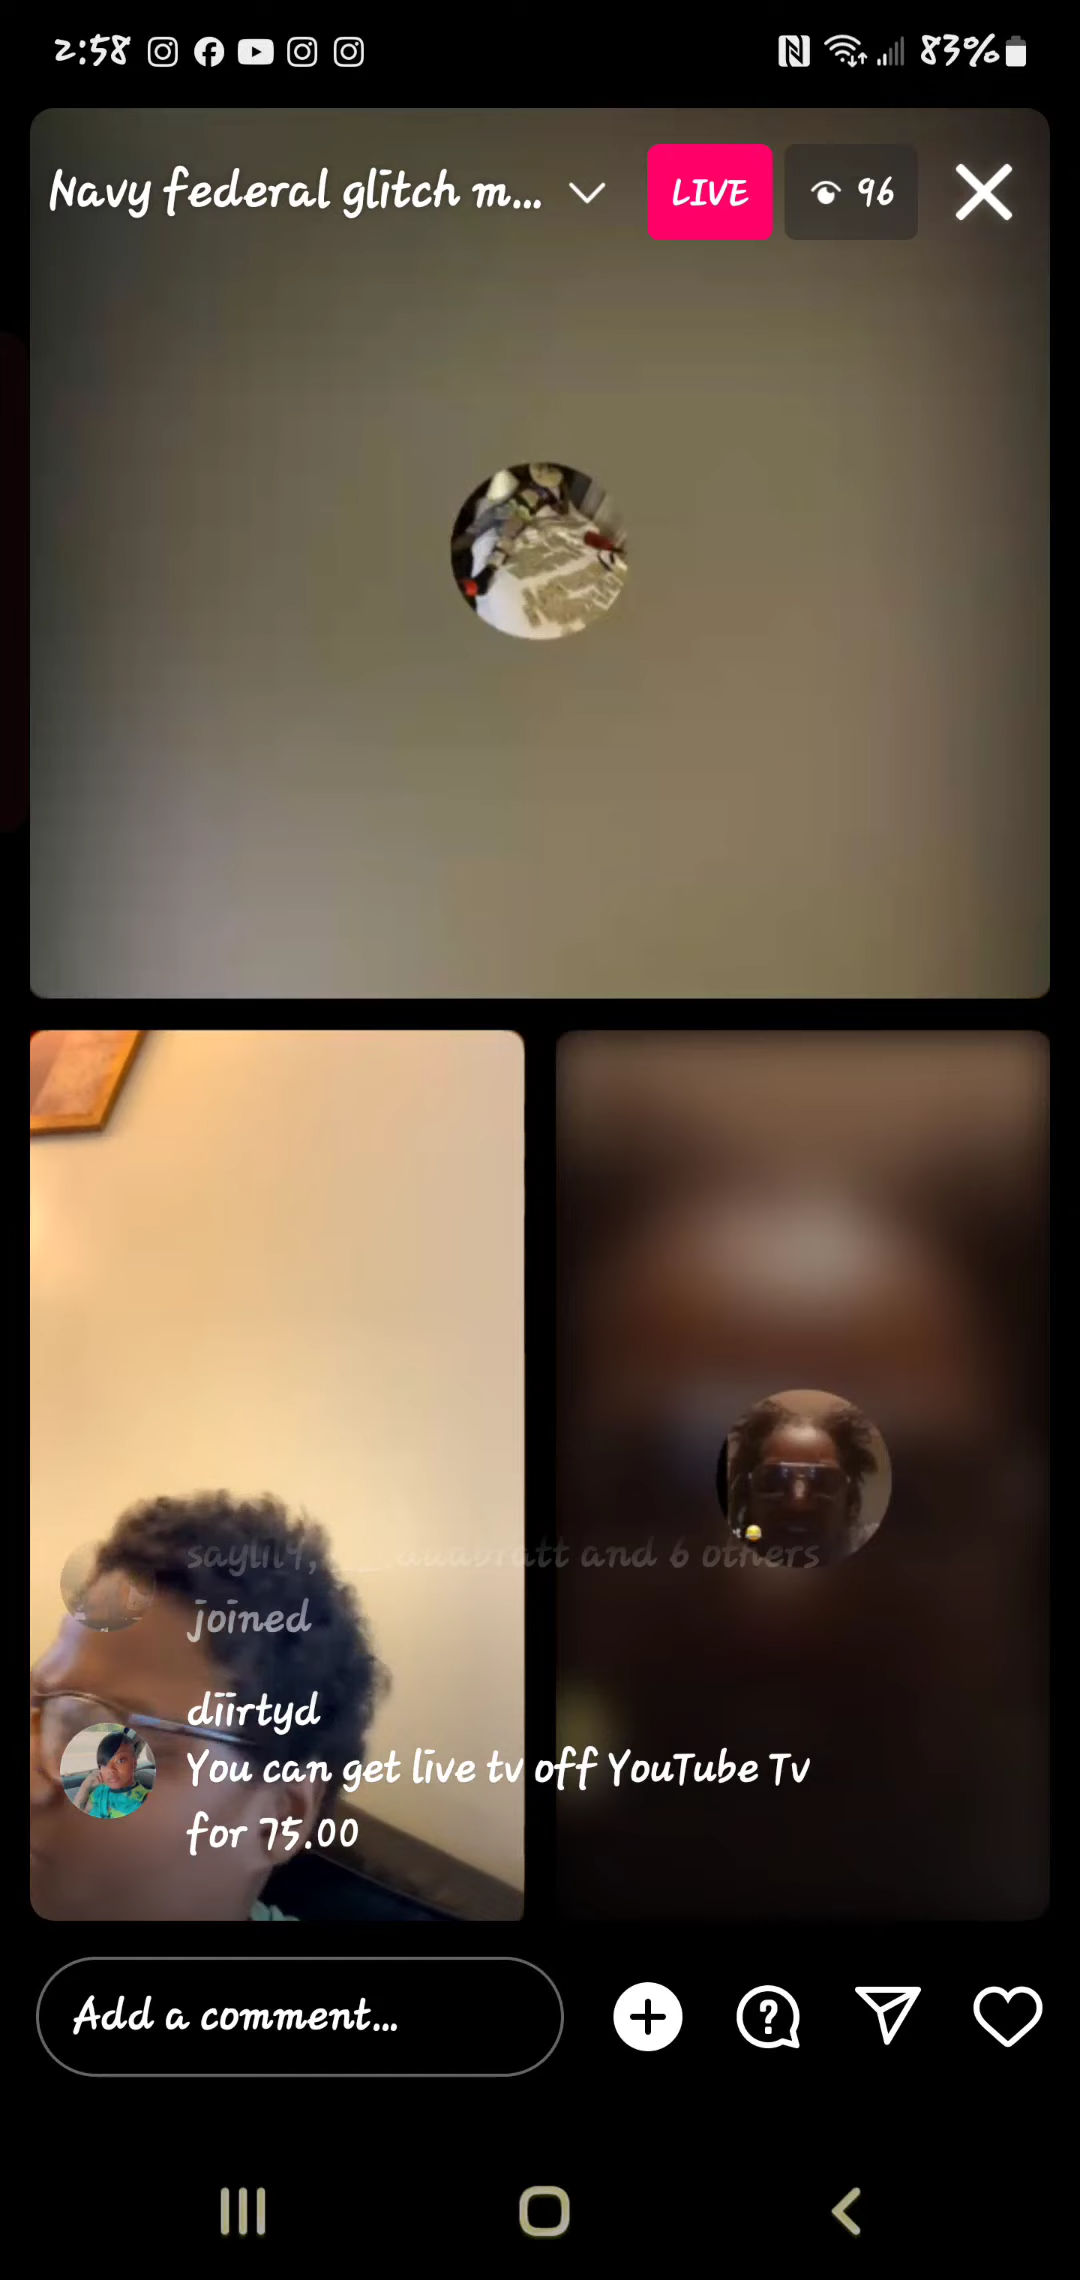 2:58
83%
Navy federal glitch m...
LIVE
96
and 6 others
joined
diirtyd
You can get live tv off YouTube Tv
for 75.00
Add a comment...